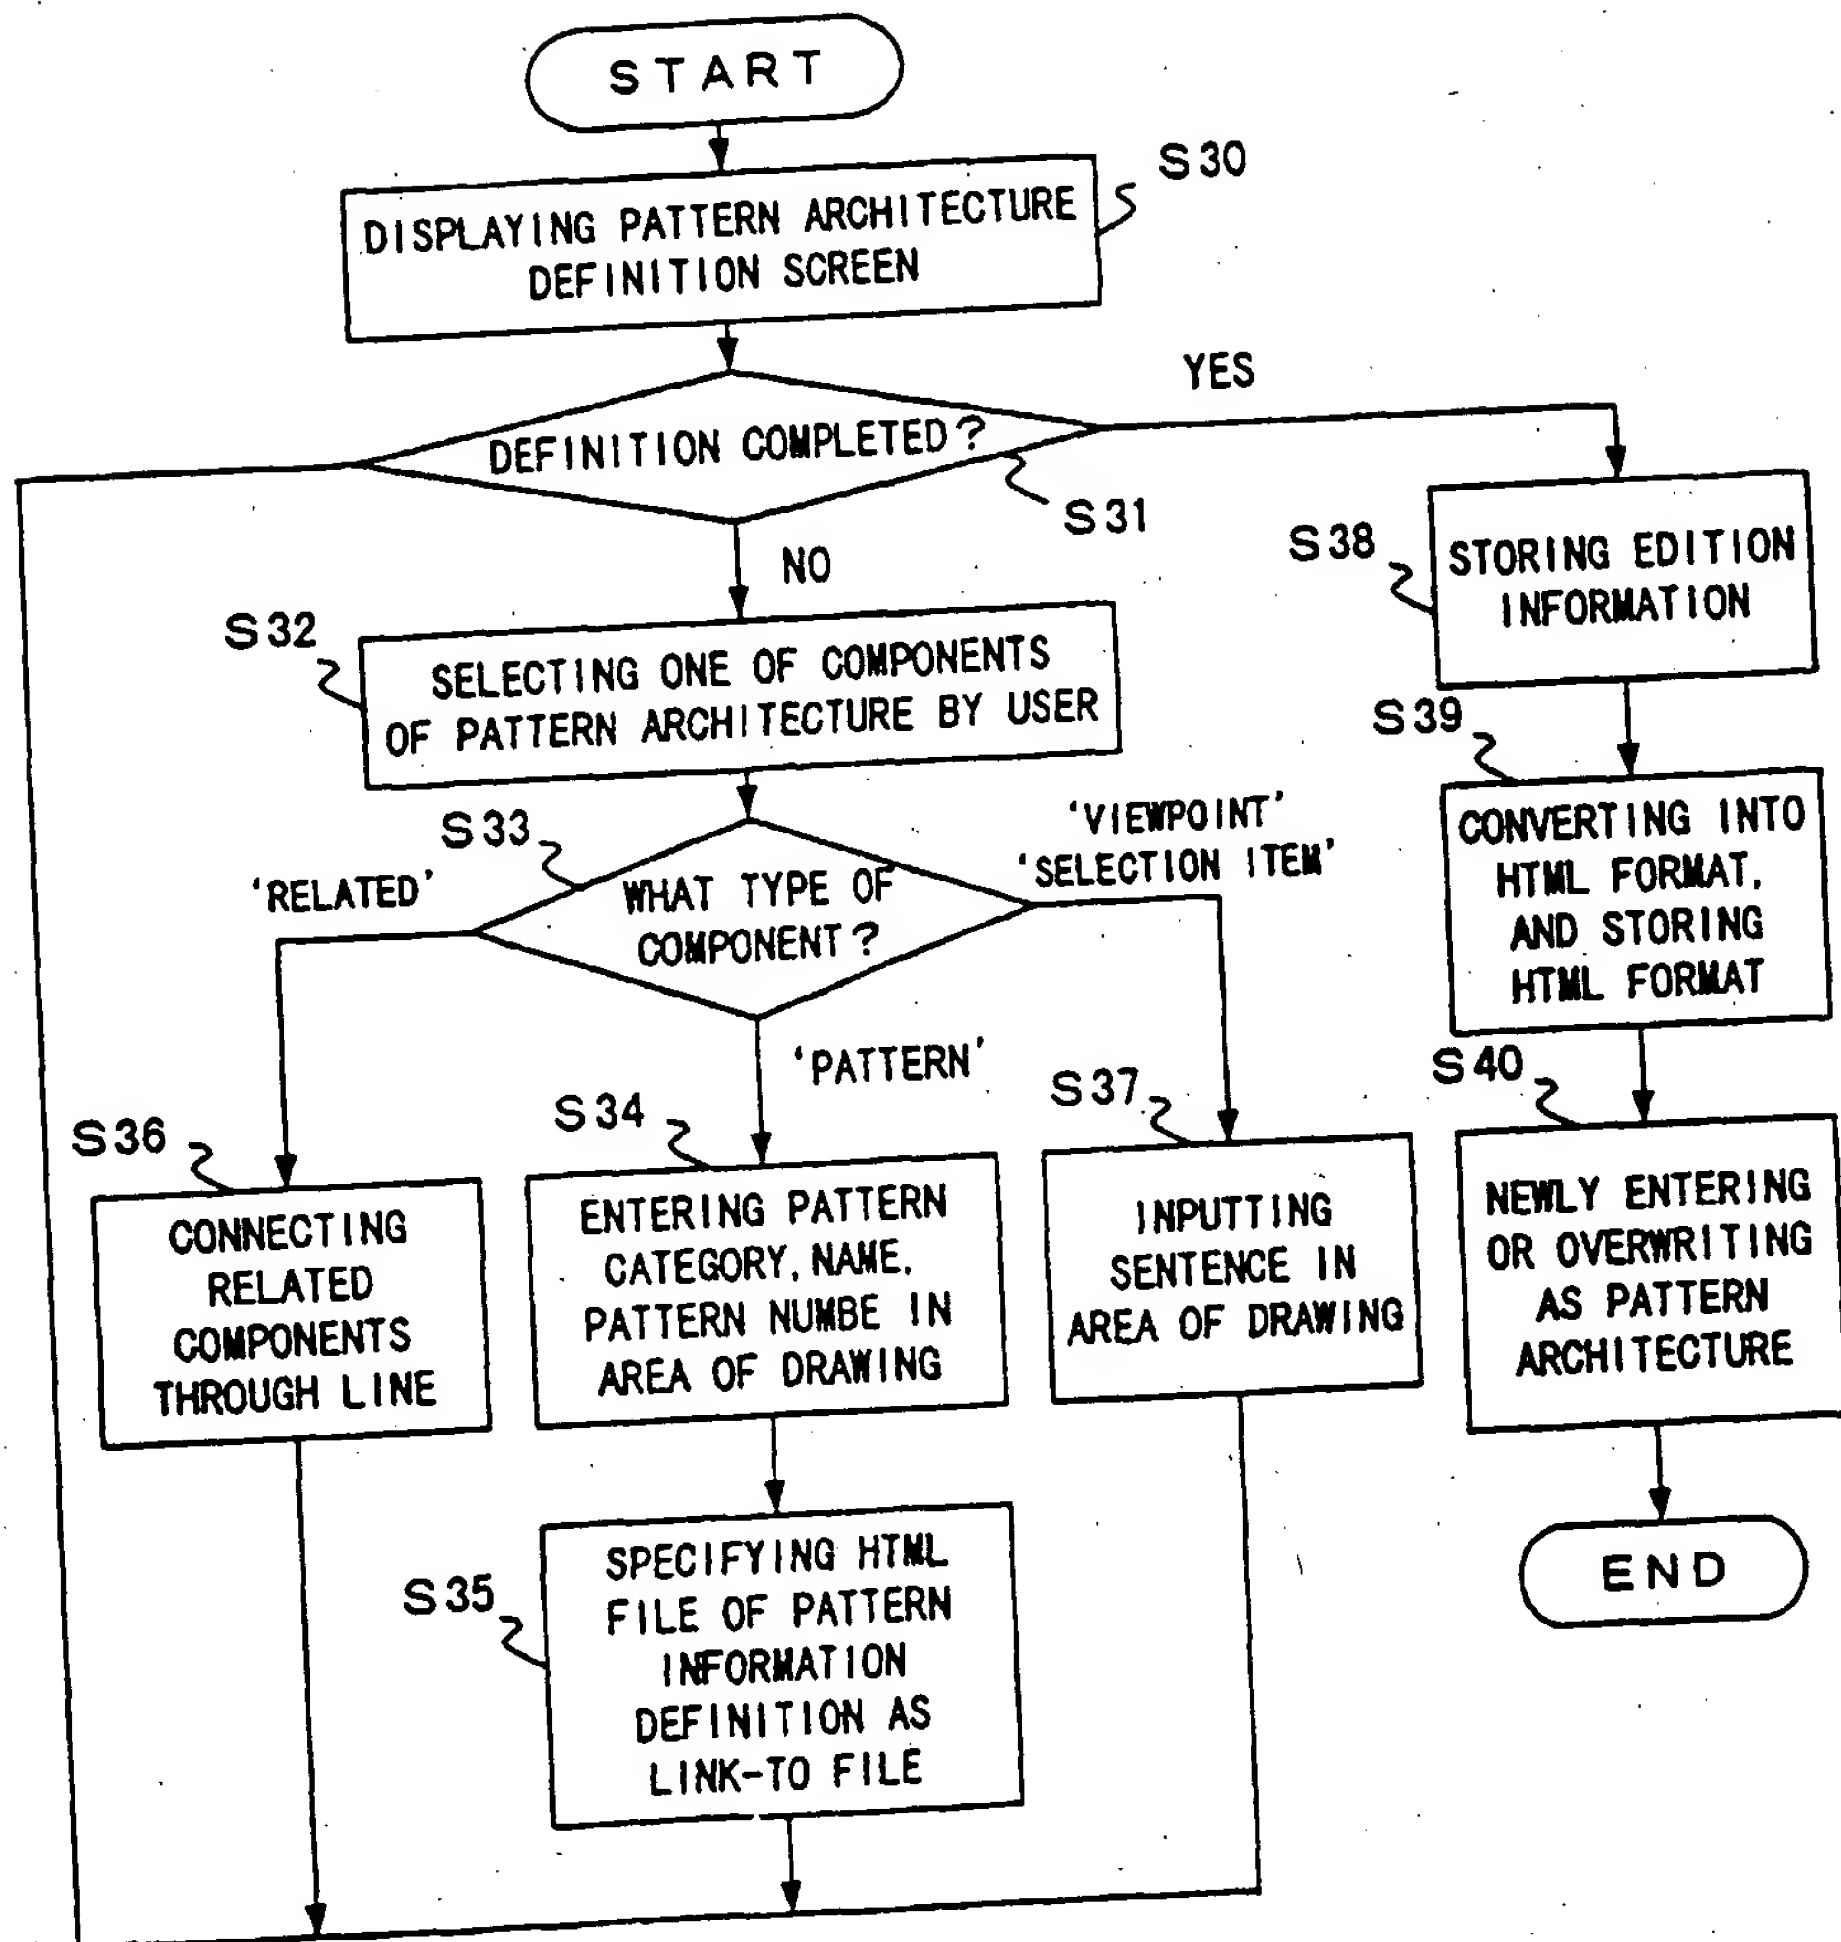 START
S30
DISPLAYING PATTERN ARCHITECTURE
DEFINITION SCREEN
YES
DEFINITION COMPLETED?
S31
NO
S38
STORING EDITION
INFORMATION
S32
SELECTING ONE OF COMPONENTS
OF PATTERN ARCHITECTURE BY USER
S39
CONVERTING INTO
HTML FORMAT,
AND STORING
HTML FORMAT
S33
'RELATED'
WHAT TYPE OF
COMPONENT?
'VIEWPOINT'
'SELECTION ITEM'
'PATTERN'
S36
CONNECTING
RELATED
COMPONENTS
THROUGH LINE
S34
ENTERING PATTERN
CATEGORY, NAME,
PATTERN NUMBE IN
AREA OF DRAWING
S37
INPUTTING
SENTENCE IN
AREA OF DRAWING
S40
NEWLY ENTERING
OR OVERWRITING
AS PATTERN
ARCHITECTURE
S35
SPECIFYING HTML
FILE OF PATTERN
INFORMATION
DEFINITION AS
LINK-TO FILE
END